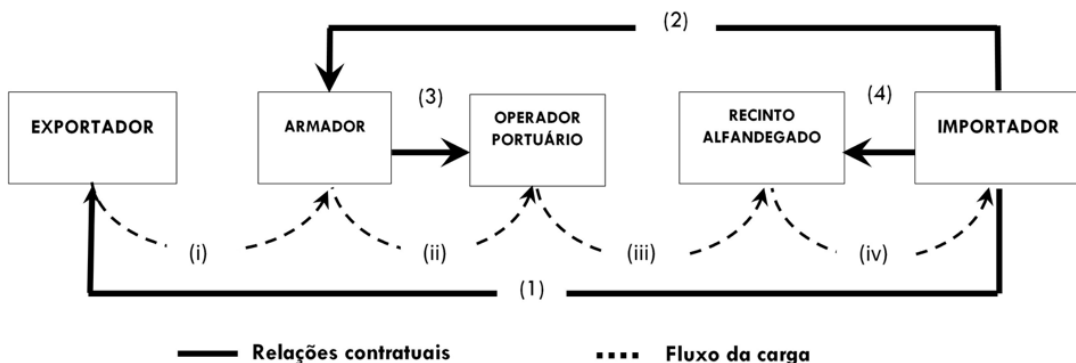 (2)
(3)
(4)
EXPORTADOR
ARMADOR
OPERADOR
PORTUÁRIO
RECINTO
ALFANDEGADO
IMPORTADOR
(i)
(ii)
(iii)
(iv)
(1)
Relações contratuais
Fluxo da carga